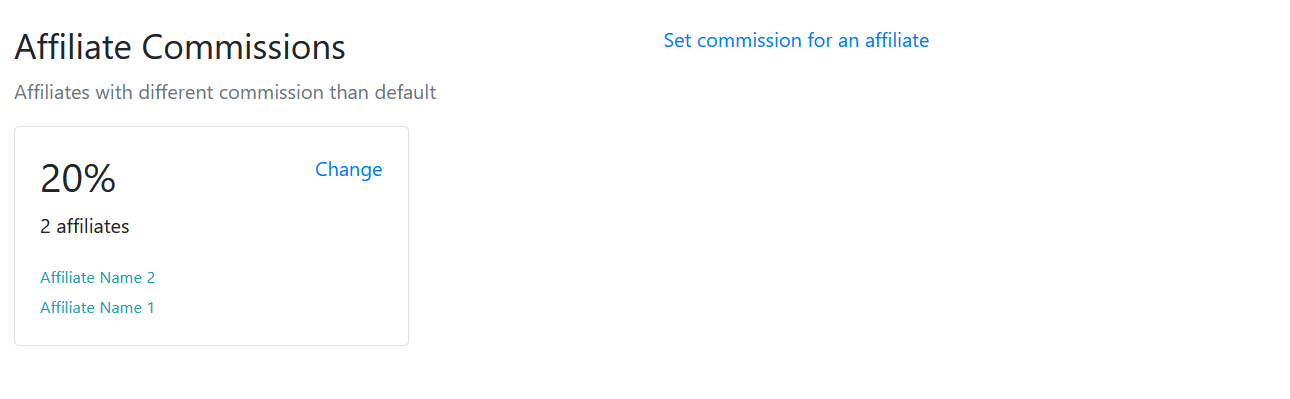 Affiliate Commissions
Set commission for an affiliate
Affiliates with different commission than default
20%
Change
2 affiliates
Affiliate Name 2
Affiliate Name 1